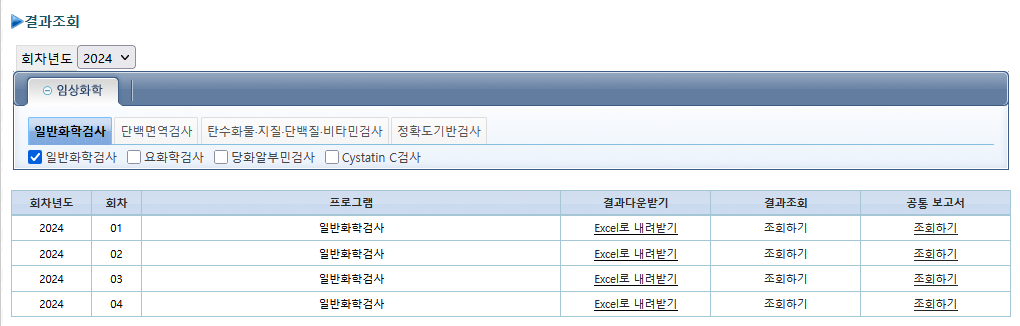 결과조회
회차년도 2024
임상화학
일반화학검사 단백면역검사 탄수화물·지질·단백질·비타민검사 정확도기반검사
일반화학검사 요화학검사 당화알부민검사 Cystatin C검사
회차년도 회차 프로그램 결과다운받기 결과조회 공통 보고서
2024 01 일반화학검사 Excel로 내려받기 조회하기 조회하기
2024 02 일반화학검사 Excel로 내려받기 조회하기 조회하기
2024 03 일반화학검사 Excel로 내려받기 조회하기 조회하기
2024 04 일반화학검사 Excel로 내려받기 조회하기 조회하기